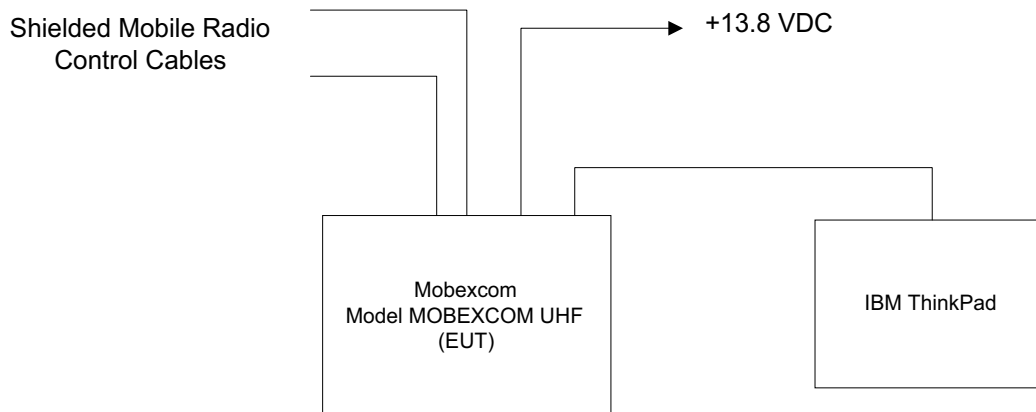 Shielded Mobile Radio
Control Cables
+13.8 VDC
Mobexcom
Model MOBEXCOM UHF
(EUT)
IBM ThinkPad